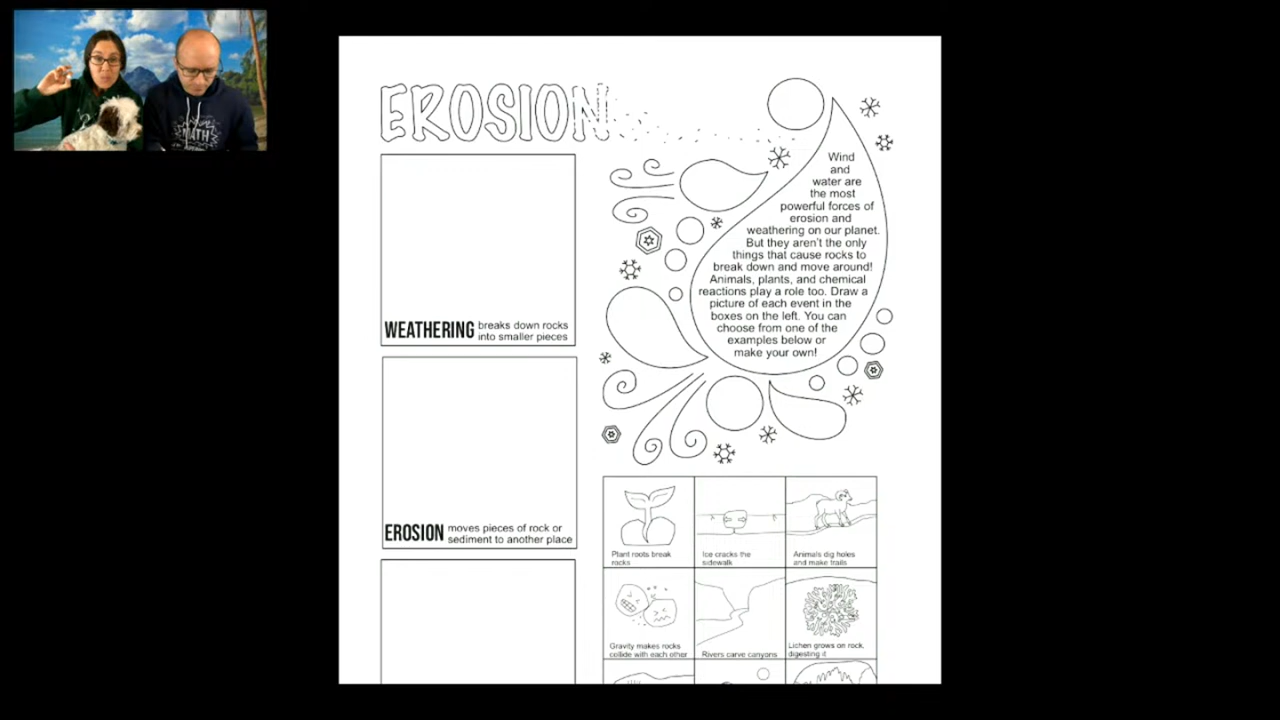 EROSION
Wind
and
water are
the most
powerful forces of
erosion and
weathering on our planet.
But they aren't the only
things that cause rocks to
break down and move around!
Animals, plants, and chemical
reactions play a role too. Draw a
picture of each event in the
boxes on the left. You can
choose from one of the
examples below or
make your own!
WEATHERING breaks down rocks
into smaller pieces
EROSION moves pieces of rock or
sediment to another place
Plant roots break
rocks
Ice cracks the
sidewalk
Animals dig holes
and make trails
Gravity makes rocks
collide with each other
Rivers carve canyons
Lichen grows on rock,
digesting it
MATH